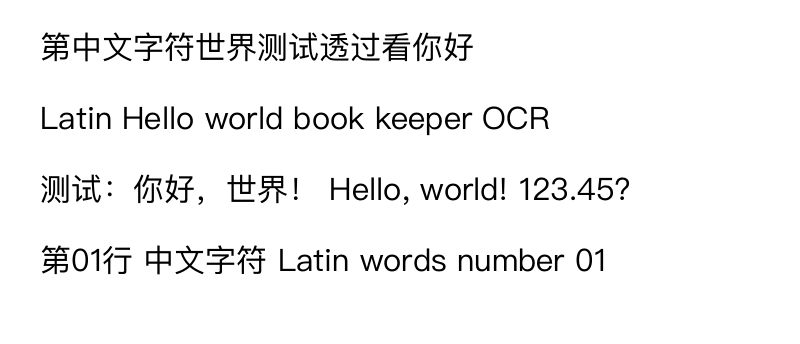 第中文字符世界测试透过看你好
Latin Hello world book keeper OCR
测试：你好，世界！ Hello, world! 123.45?
第01行 中文字符 Latin words number 01